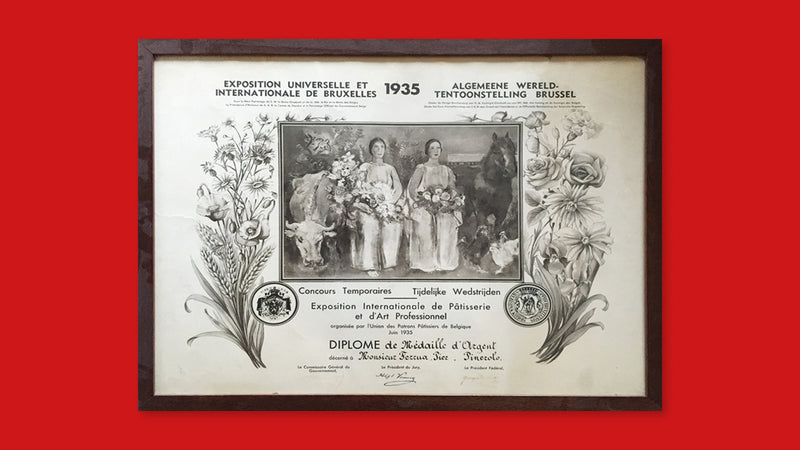 EXPOSITION UNIVERSELLE ET
INTERNATIONALE DE BRUXELLES
1935
ALGEMEENE WERELD-
TENTOONSTELLING BRUSSEL
Concours Temporaires Tijdelijke Wedstrijden
Exposition Internationale de Pâtisserie
et d'Art Professionnel
organisée par l'Union des Patrons Pâtissiers de Belgique
Juin 1935
DIPLOME de Médaille d'Argent
décerné à Monsieur Ferrua, Pier. Pinerolo.
Le Commissaire Général du
Gouvernement,
Le Président du Jury,
Le Président Fédéral,